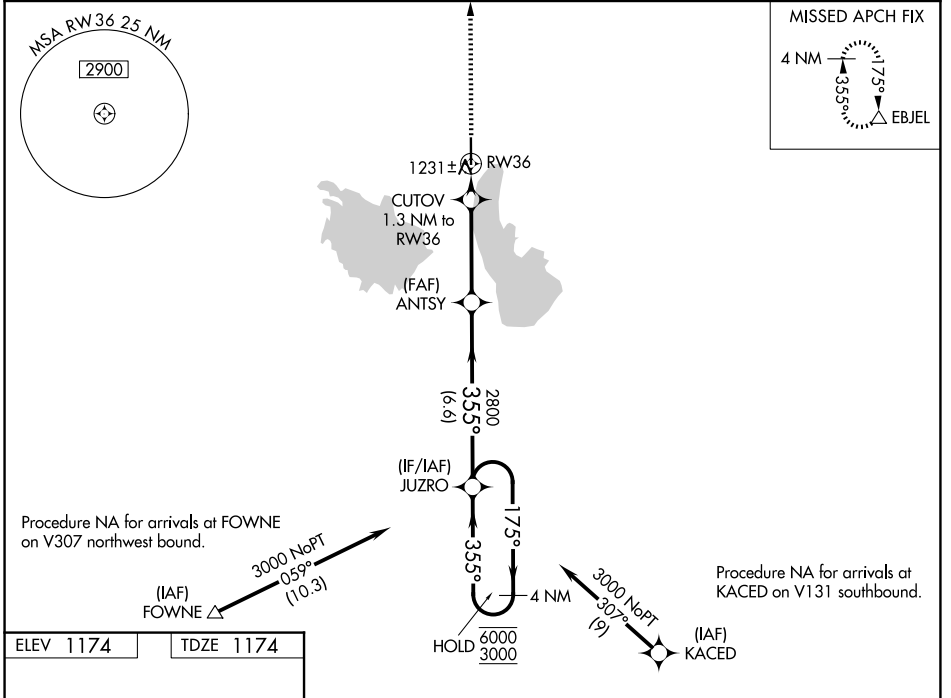 MSA RW36 25 NM
2900
MISSED APCH FIX
4 NM
355°
175°
EBJEL
1231±
RW36
CUTOV
1.3 NM to
RW36
(FAF)
ANTSY
2800
355°
(6.6)
(IF/IAF)
JUZRO
175°
355°
4 NM
HOLD
6000
3000
Procedure NA for arrivals at FOWNE
on V307 northwest bound.
3000 NoPT
059°
(10.3)
(IAF)
FOWNE
3000 NoPT
307°
(9)
Procedure NA for arrivals at
KACED on V131 southbound.
(IAF)
KACED
ELEV 1174
TDZE 1174